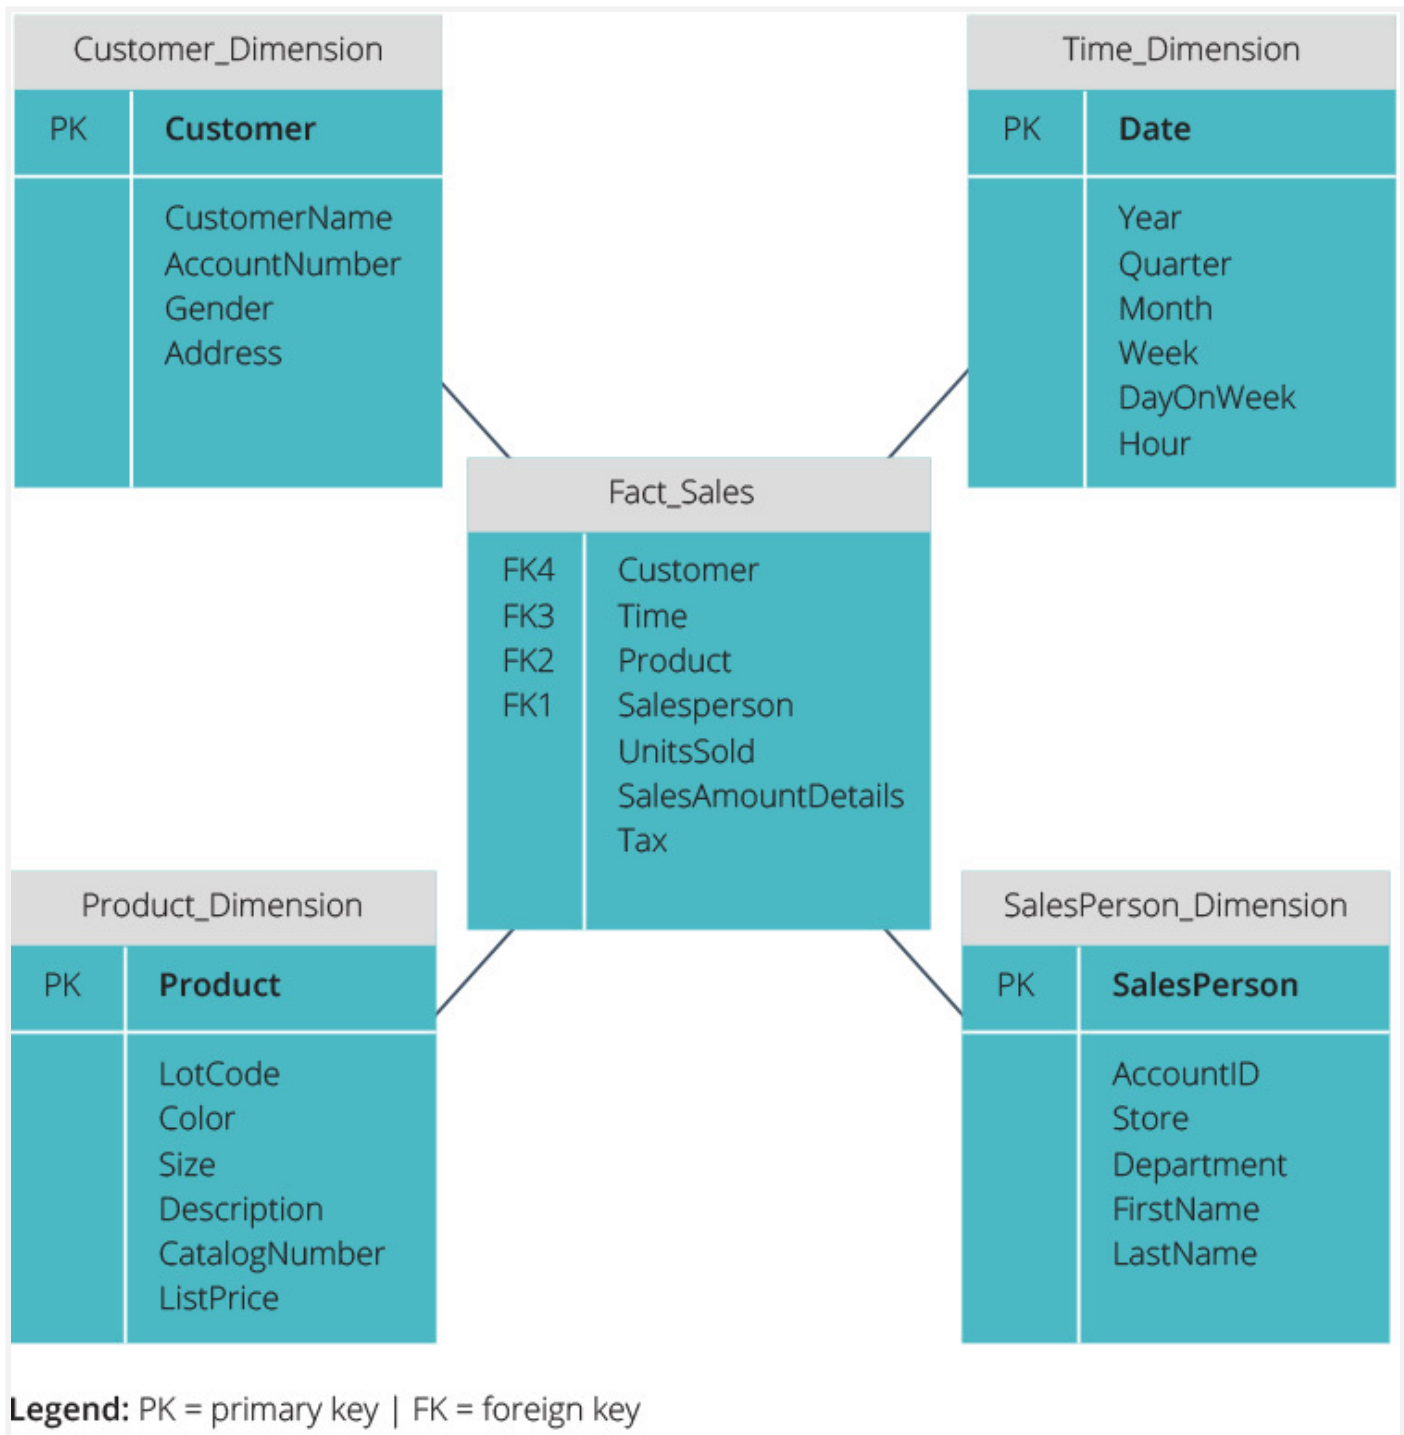 Customer_Dimension
PK Customer
CustomerName
AccountNumber
Gender
Address
Time_Dimension
PK Date
Year
Quarter
Month
Week
DayOnWeek
Hour
Fact_Sales
FK4 Customer
FK3 Time
FK2 Product
FK1 Salesperson
UnitsSold
SalesAmountDetails
Tax
Product_Dimension
PK Product
LotCode
Color
Size
Description
CatalogNumber
ListPrice
SalesPerson_Dimension
PK SalesPerson
AccountID
Store
Department
FirstName
LastName
Legend: PK = primary key | FK = foreign key